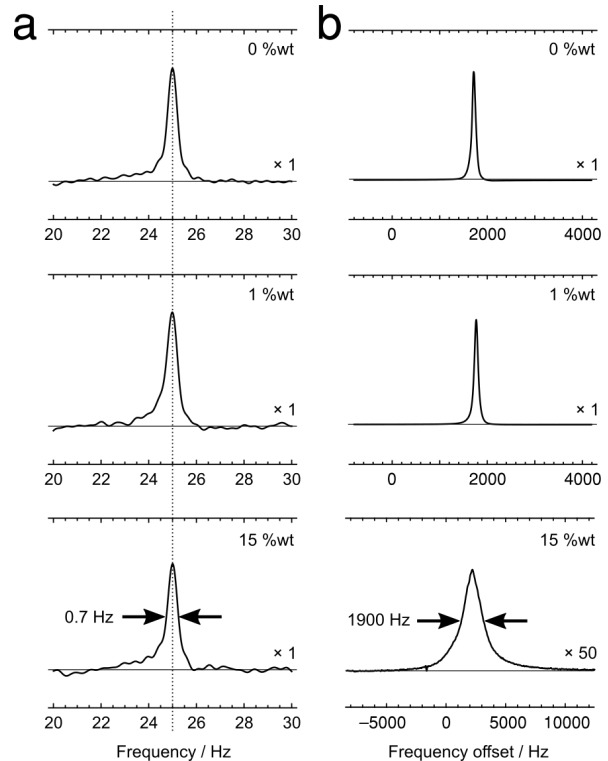 a
b
0 %wt
0 %wt
× 1
× 1
20 22 24 26 28 30
0 2000 4000
1 %wt
1 %wt
× 1
× 1
20 22 24 26 28 30
0 2000 4000
15 %wt
15 %wt
0.7 Hz
1900 Hz
× 1
× 50
20 22 24 26 28 30
−5000 0 5000 10000
Frequency / Hz
Frequency offset / Hz